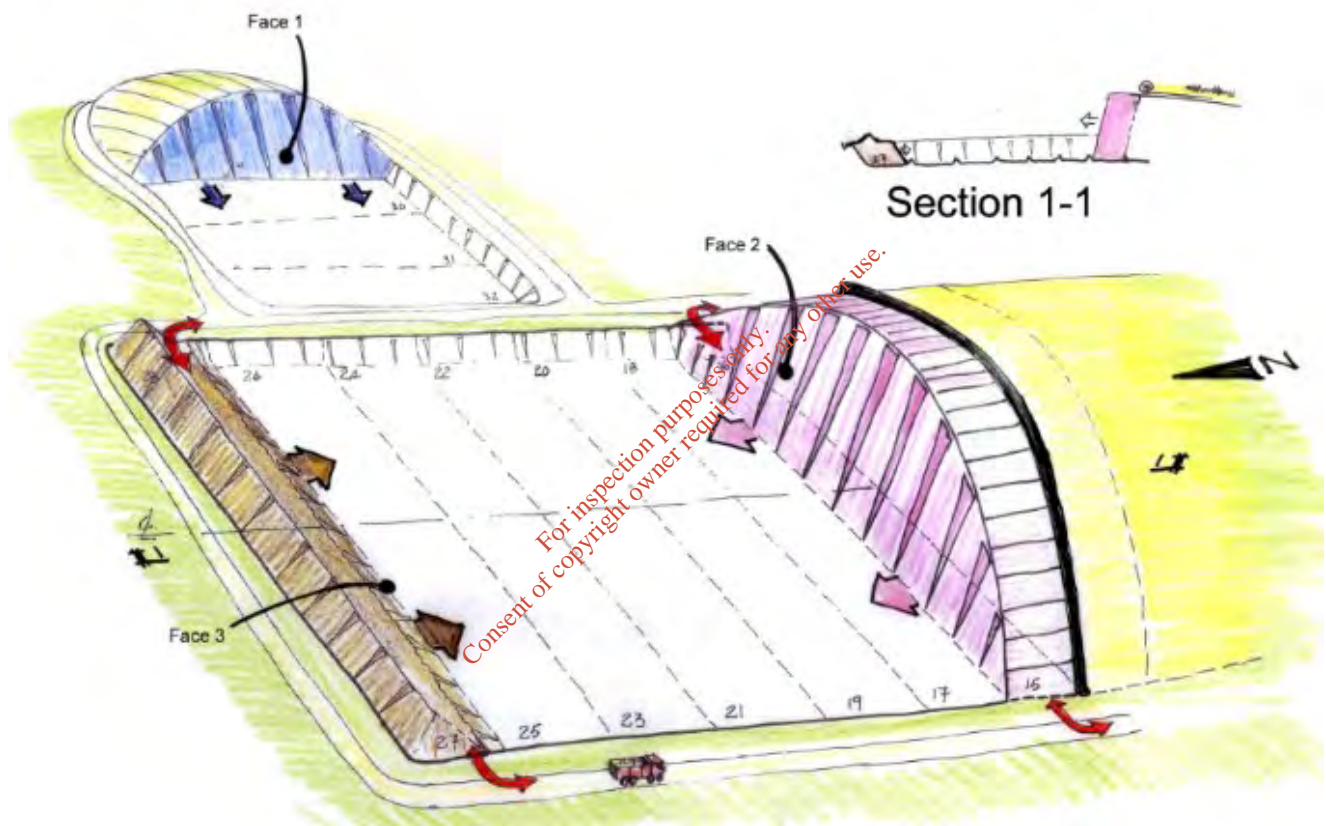 Face 1
Section 1-1
27
Face 2
30
31
32
26
24
22
20
18
N
For inspection purposes only.
Consent of copyright owner required for any other use.
Face 3
27
25
23
21
19
17
15